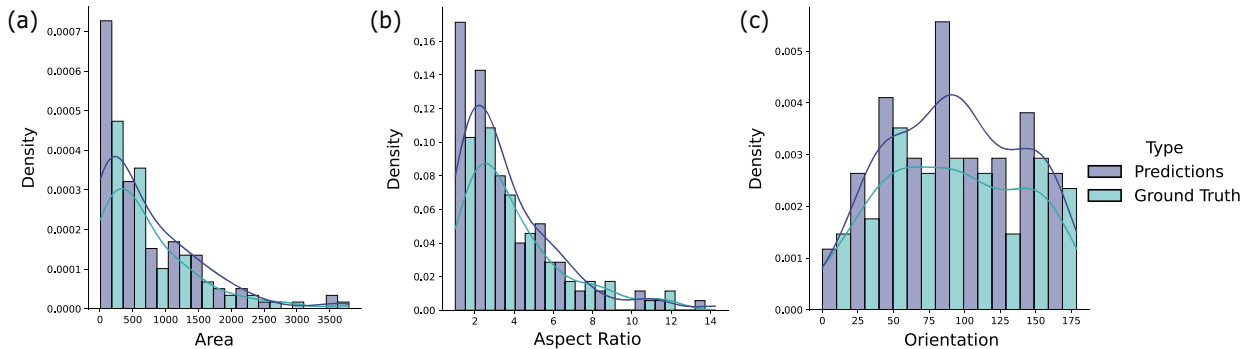 (a)
0.0007
0.0006
0.0005
0.0004
0.0003
0.0002
0.0001
0.0000
Density
0 500 1000 1500 2000 2500 3000 3500
Area
(b)
0.16
0.14
0.12
0.10
0.08
0.06
0.04
0.02
0.00
Density
2 4 6 8 10 12 14
Aspect Ratio
(c)
0.005
0.004
0.003
0.002
0.001
0.000
Density
0 25 50 75 100 125 150 175
Orientation
Type
Predictions
Ground Truth